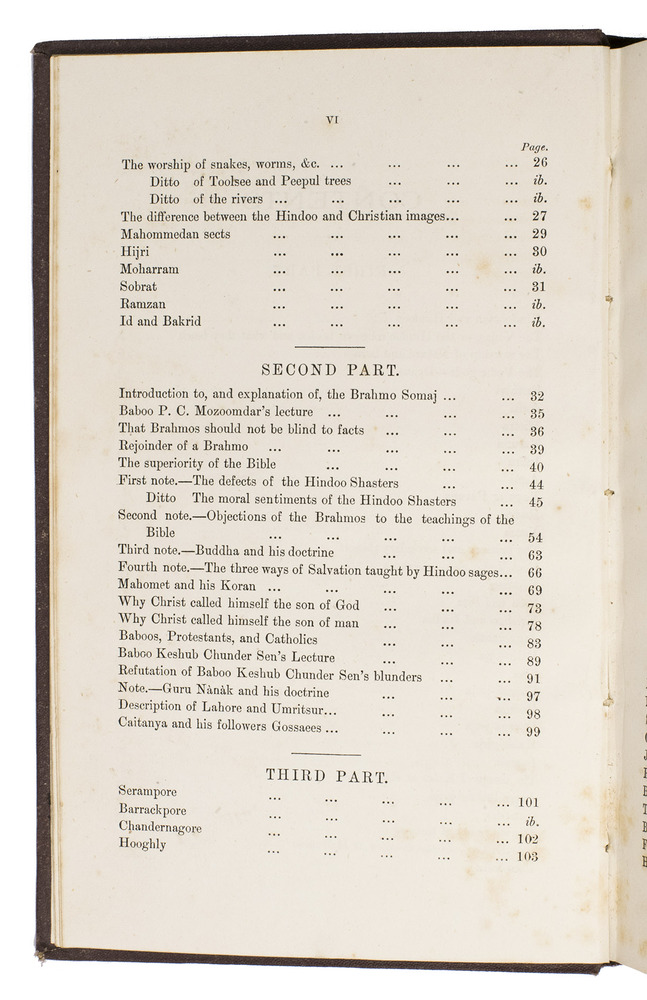 VI
Page.
The worship of snakes, worms, &c. ... ... ... ... 26
Ditto of Toolsee and Peepul trees ... ... ... ib.
Ditto of the rivers ... ... ... ... ... ib.
The difference between the Hindoo and Christian images... ... 27
Mahommedan sects ... ... ... ... ... 29
Hijri ... ... ... ... ... 30
Moharram ... ... ... ... ... ib.
Sobrat ... ... ... ... ... 31
Ramzan ... ... ... ... ... ib.
Id and Bakrid ... ... ... ... ... ib.
SECOND PART.
Introduction to, and explanation of, the Brahmo Somaj ... ... 32
Baboo P. C. Mozoomdar's lecture ... ... ... ... 35
That Brahmos should not be blind to facts ... ... ... 36
Rejoinder of a Brahmo ... ... ... ... ... 39
The superiority of the Bible ... ... ... ... 40
First note.—The defects of the Hindoo Shasters ... ... 44
Ditto The moral sentiments of the Hindoo Shasters ... 45
Second note.—Objections of the Brahmos to the teachings of the
Bible ... ... ... ... ... 54
Third note.—Buddha and his doctrine ... ... ... 63
Fourth note.—The three ways of Salvation taught by Hindoo sages... 66
Mahomet and his Koran ... ... ... ... ... 69
Why Christ called himself the son of God ... ... ... 73
Why Christ called himself the son of man ... ... ... 78
Baboos, Protestants, and Catholics ... ... ... 83
Baboo Keshub Chunder Sen's Lecture ... ... ... 89
Refutation of Baboo Keshub Chunder Sen's blunders ... ... 91
Note.—Guru Nànàk and his doctrine ... ... ... 97
Description of Lahore and Umritsur... ... ... ... 98
Caitanya and his followers Gossaees ... ... ... ... 99
THIRD PART.
Serampore ... ... ... ... ... 101
Barrackpore ... ... ... ... ... ib.
Chandernagore ... ... ... ... ... 102
Hooghly ... ... ... ... ... 103